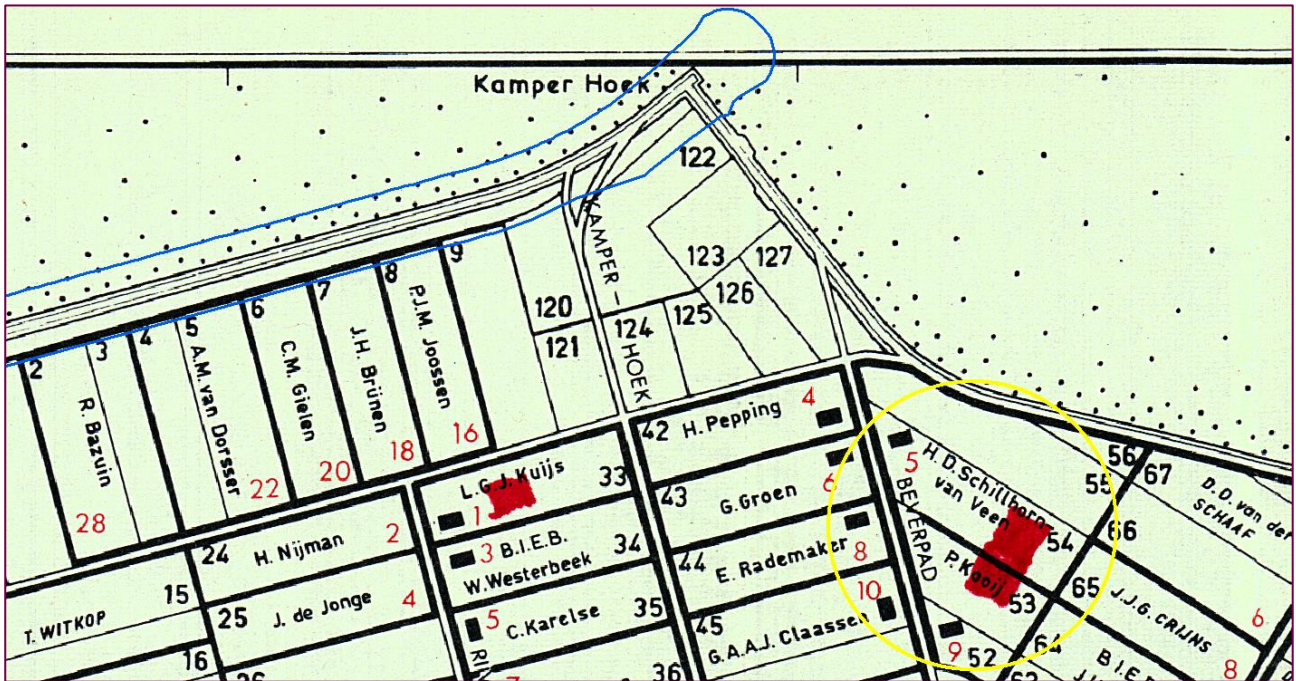 Kamper Hoek
122
KAMPER - HOEK
123
127
126
120
124
125
121
2
3
4
5
6
7
8
9
R. Bazuin
A.M. van Dorsser
C.M. Gielen
J.H. Brünen
P.J.M. Joossen
28
22
20
18
16
42 H. Pepping 4
L.G.J. Kuijs 33
1
43
G. Groen 6
5
H.D. Schillhorn
van Veen
54
BEVERPAD
56
55
67
D.D. van der
SCHAAF
66
24 H. Nijman 2
3 B.I.E.B. 34
W. Westerbeek
44
E. Rademaker
8
P. Kooij 53
65
J.J.G. CRIJNS
6
15
T. WITKOP
25 J. de Jonge 4
5 C. Karelse 35
45
10
G.A.A.J. Claassen
9 52
64
8
16
36